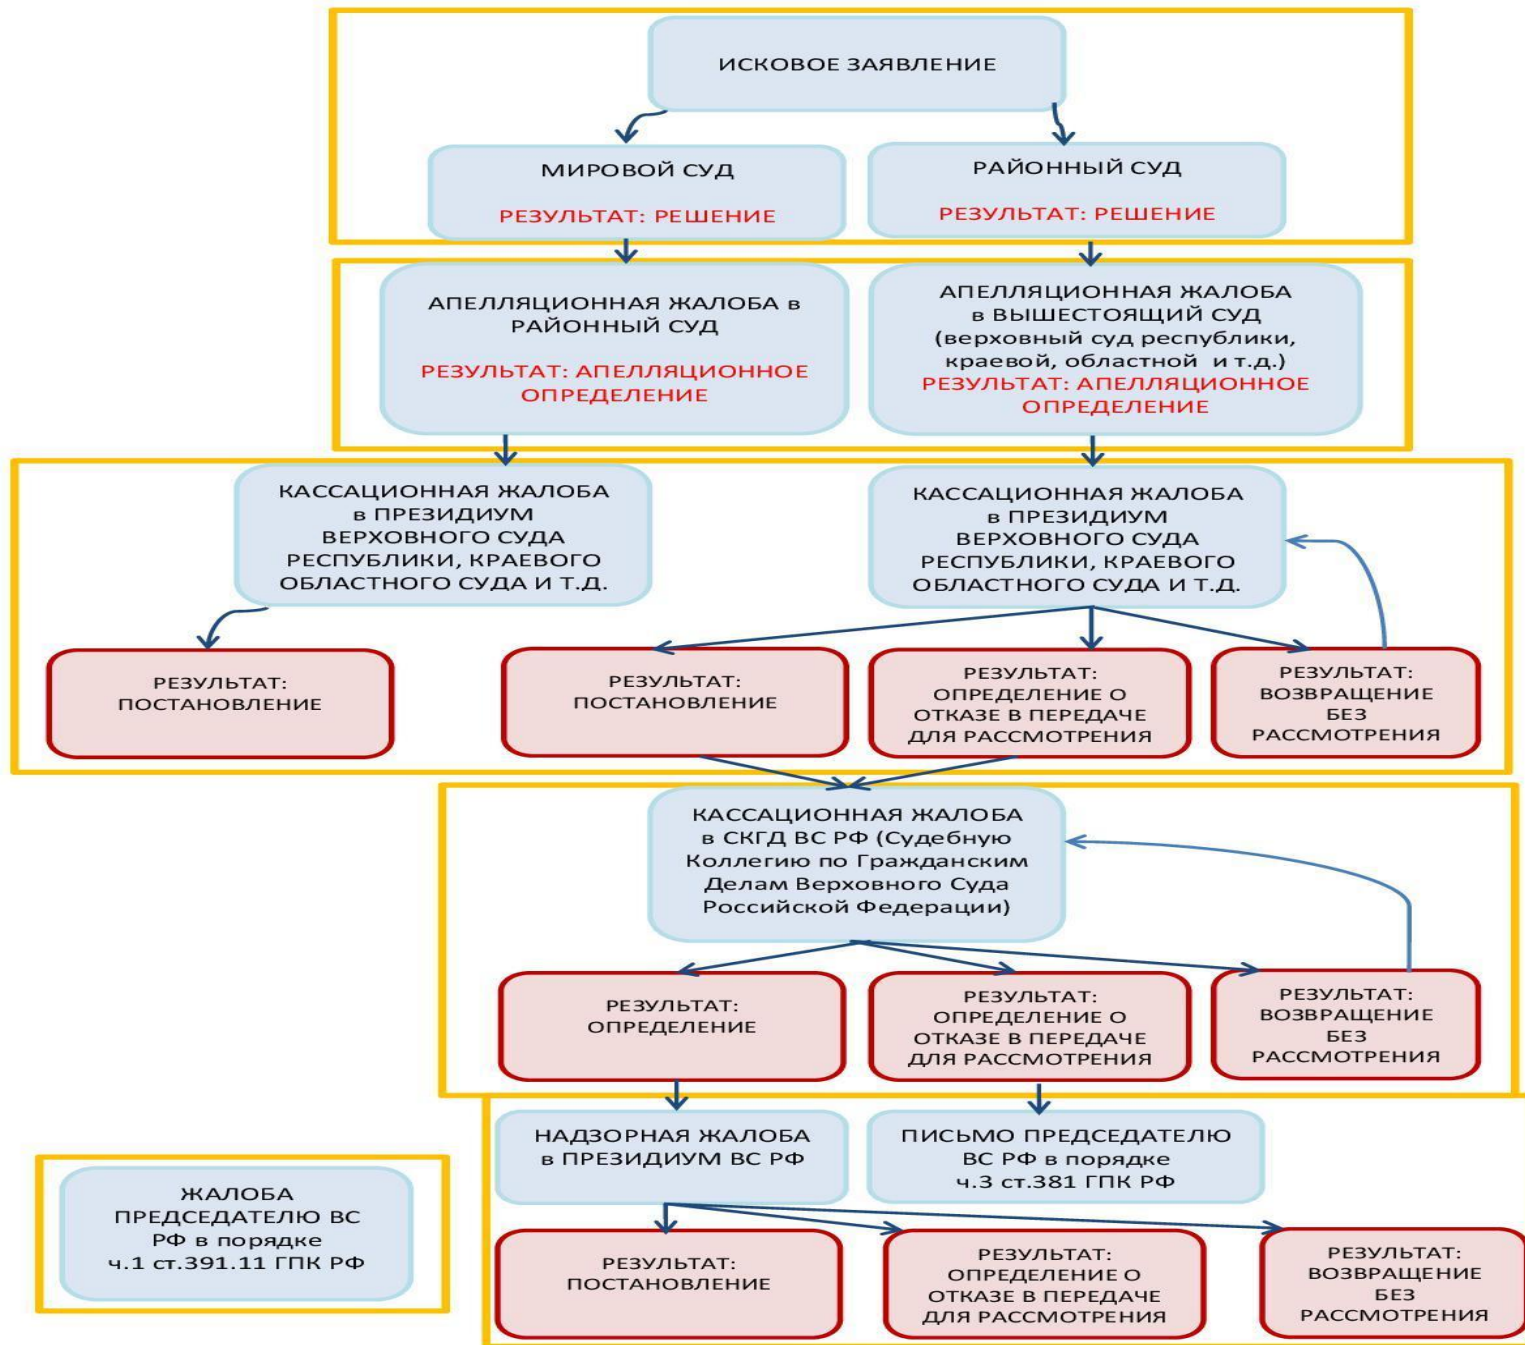 ИСКОВОЕ ЗАЯВЛЕНИЕ
МИРОВОЙ СУД
РЕЗУЛЬТАТ: РЕШЕНИЕ
РАЙОННЫЙ СУД
РЕЗУЛЬТАТ: РЕШЕНИЕ
АПЕЛЛЯЦИОННАЯ ЖАЛОБА в
РАЙОННЫЙ СУД
РЕЗУЛЬТАТ: АПЕЛЛЯЦИОННОЕ
ОПРЕДЕЛЕНИЕ
АПЕЛЛЯЦИОННАЯ ЖАЛОБА
в ВЫШЕСТОЯЩИЙ СУД
(верховный суд республики,
краевой, областной и т.д.)
РЕЗУЛЬТАТ: АПЕЛЛЯЦИОННОЕ
ОПРЕДЕЛЕНИЕ
КАССАЦИОННАЯ ЖАЛОБА
в ПРЕЗИДИУМ
ВЕРХОВНОГО СУДА
РЕСПУБЛИКИ, КРАЕВОГО
ОБЛАСТНОГО СУДА И Т.Д.
КАССАЦИОННАЯ ЖАЛОБА
в ПРЕЗИДИУМ
ВЕРХОВНОГО СУДА
РЕСПУБЛИКИ, КРАЕВОГО
ОБЛАСТНОГО СУДА И Т.Д.
РЕЗУЛЬТАТ:
ПОСТАНОВЛЕНИЕ
РЕЗУЛЬТАТ:
ПОСТАНОВЛЕНИЕ
РЕЗУЛЬТАТ:
ОПРЕДЕЛЕНИЕ О
ОТКАЗЕ В ПЕРЕДАЧЕ
ДЛЯ РАССМОТРЕНИЯ
РЕЗУЛЬТАТ:
ВОЗВРАЩЕНИЕ
БЕЗ
РАССМОТРЕНИЯ
КАССАЦИОННАЯ ЖАЛОБА
в СКГД ВС РФ (Судебную
Коллегию по Гражданским
Делам Верховного Суда
Российской Федерации)
РЕЗУЛЬТАТ:
ОПРЕДЕЛЕНИЕ
РЕЗУЛЬТАТ:
ОПРЕДЕЛЕНИЕ О
ОТКАЗЕ В ПЕРЕДАЧЕ
ДЛЯ РАССМОТРЕНИЯ
РЕЗУЛЬТАТ:
ВОЗВРАЩЕНИЕ
БЕЗ
РАССМОТРЕНИЯ
НАДЗОРНАЯ ЖАЛОБА
в ПРЕЗИДИУМ ВС РФ
ПИСЬМО ПРЕДСЕДАТЕЛЮ
ВС РФ в порядке
ч.3 ст.381 ГПК РФ
ЖАЛОБА
ПРЕДСЕДАТЕЛЮ ВС
РФ в порядке
ч.1 ст.391.11 ГПК РФ
РЕЗУЛЬТАТ:
ПОСТАНОВЛЕНИЕ
РЕЗУЛЬТАТ:
ОПРЕДЕЛЕНИЕ О
ОТКАЗЕ В ПЕРЕДАЧЕ
ДЛЯ РАССМОТРЕНИЯ
РЕЗУЛЬТАТ:
ВОЗВРАЩЕНИЕ
БЕЗ
РАССМОТРЕНИЯ